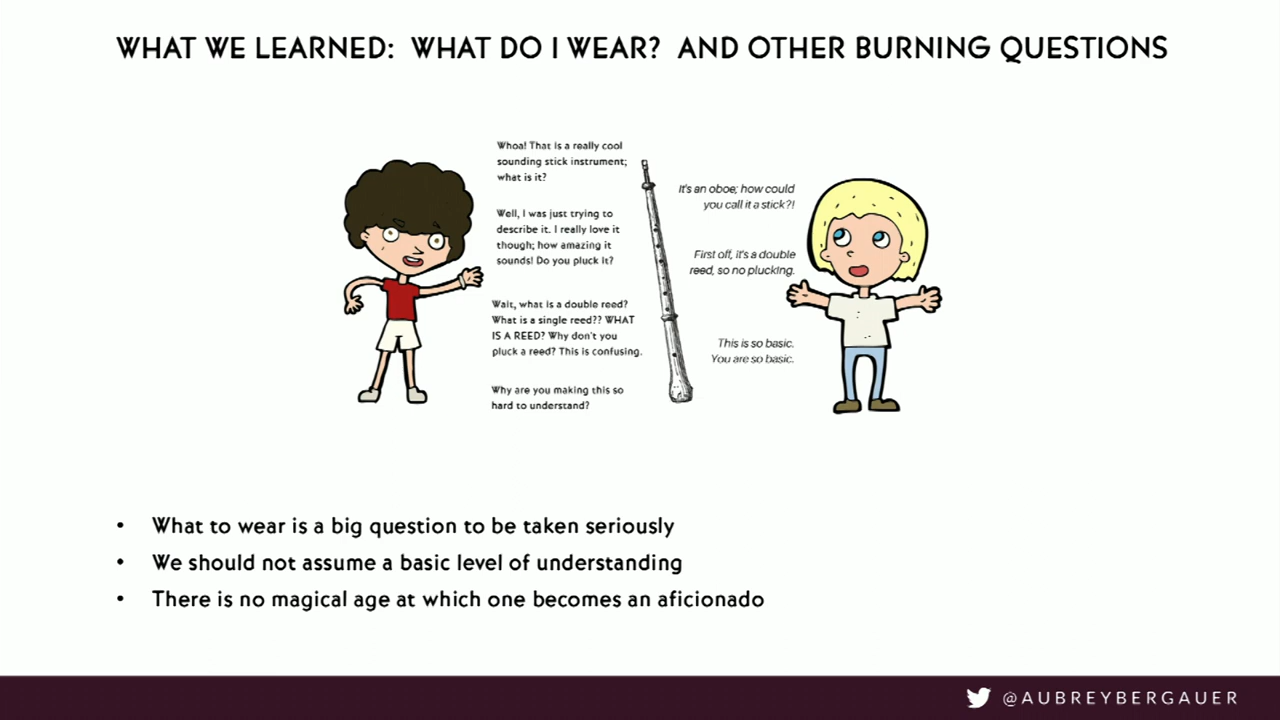 WHAT WE LEARNED: WHAT DO I WEAR? AND OTHER BURNING QUESTIONS
Whoa! That is a really cool
sounding stick instrument;
what is it?
It's an oboe; how could
you call it a stick?!
Well, I was just trying to
describe it. I really love it
though; how amazing it
sounds! Do you pluck it?
First off, it's a double
reed, so no plucking.
Wait, what is a double reed?
What is a single reed?? WHAT
IS A REED? Why don't you
pluck a reed? This is confusing.
This is so basic.
You are so basic.
Why are you making this so
hard to understand?
• What to wear is a big question to be taken seriously
• We should not assume a basic level of understanding
• There is no magical age at which one becomes an aficionado
@AUBREYBERGAUER